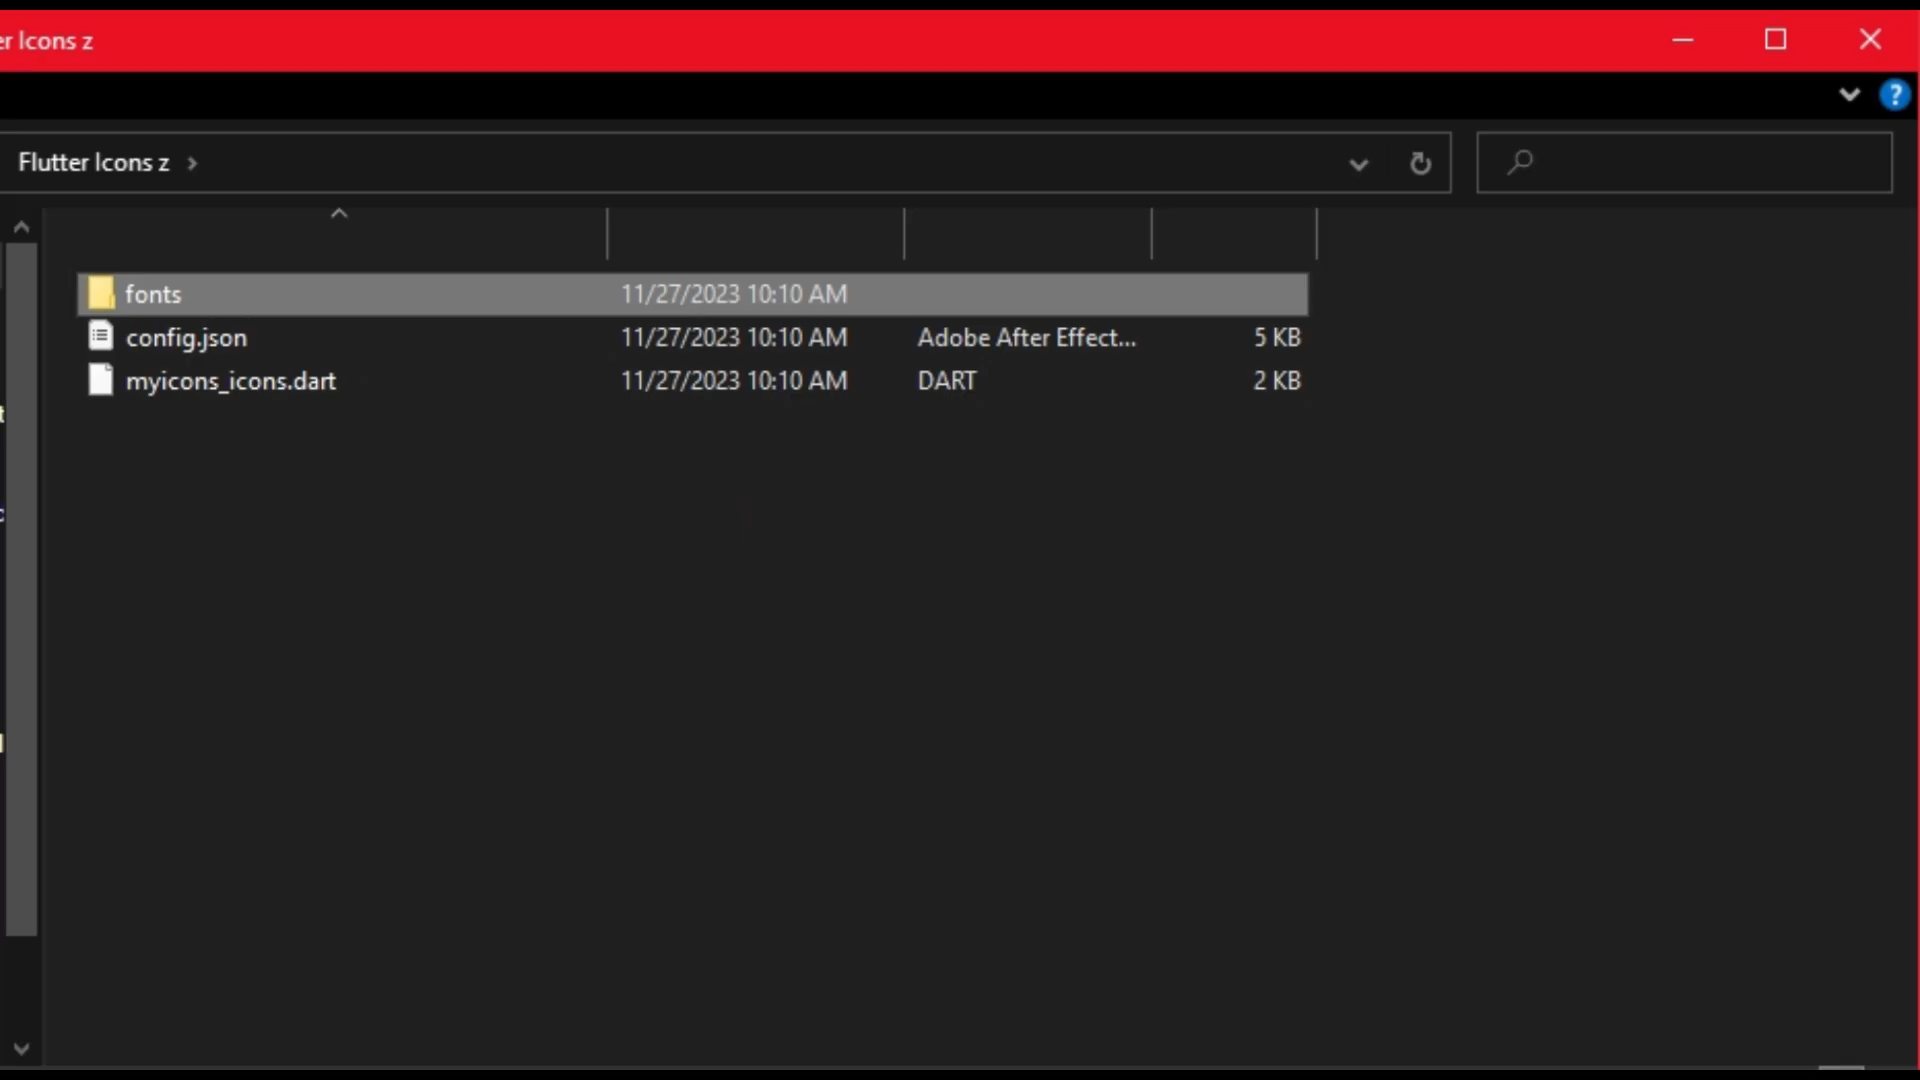 er Icons z
?
Flutter Icons z
fonts 11/27/2023 10:10 AM
config.json 11/27/2023 10:10 AM Adobe After Effect... 5 KB
myicons_icons.dart 11/27/2023 10:10 AM DART 2 KB